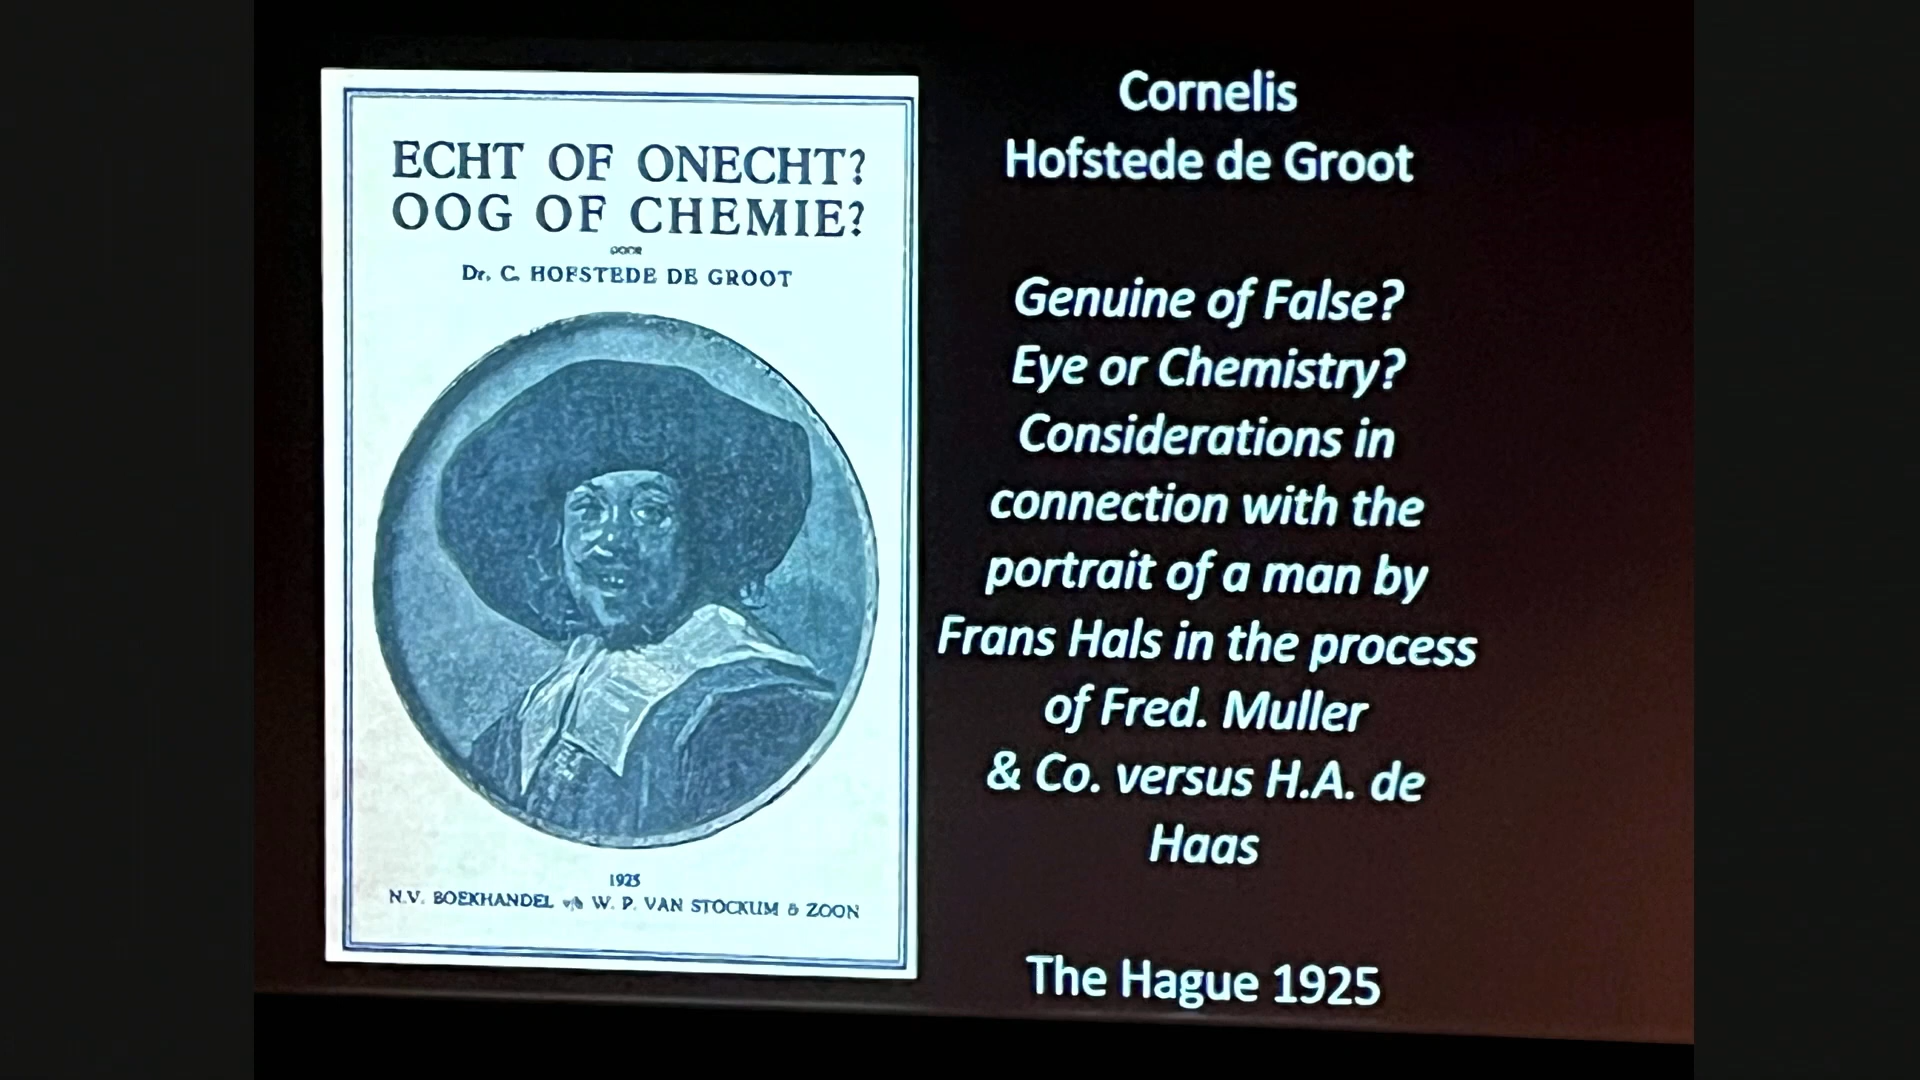 ECHT OF ONECHT?
OOG OF CHEMIE?
DOOR
Dr. C. HOFSTEDE DE GROOT
1925
N.V. BOEKHANDEL v/h W. P. VAN STOCKUM & ZOON
Cornelis
Hofstede de Groot
Genuine of False?
Eye or Chemistry?
Considerations in
connection with the
portrait of a man by
Frans Hals in the process
of Fred. Muller
& Co. versus H.A. de
Haas
The Hague 1925